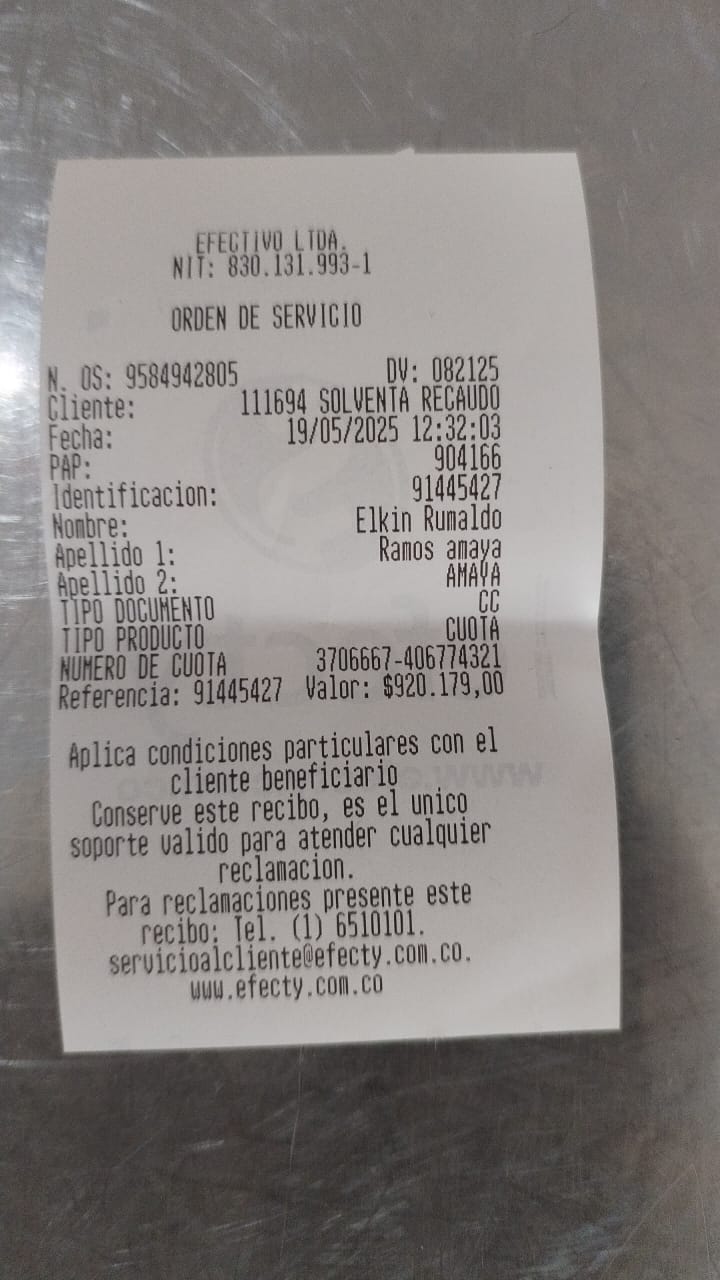 EFECTIVO LTDA.
NIT: 830.131.993-1
ORDEN DE SERVICIO
N. OS: 9584942805 DV: 082125
Cliente: 111694 SOLVENTA RECAUDO
Fecha: 19/05/2025 12:32:03
PAP: 904166
Identificacion: 91445427
Nombre: Elkin Rumaldo
Apellido 1: Ramos amaya
Apellido 2: AMAYA
TIPO DOCUMENTO CC
TIPO PRODUCTO CUOTA
NUMERO DE CUOTA 3706667-406774321
Referencia: 91445427 Valor: $920.179,00
Aplica condiciones particulares con el
cliente beneficiario
Conserve este recibo, es el unico
soporte valido para atender cualquier
reclamacion.
Para reclamaciones presente este
recibo: Tel. (1) 6510101.
servicioalcliente@efecty.com.co.
www.efecty.com.co